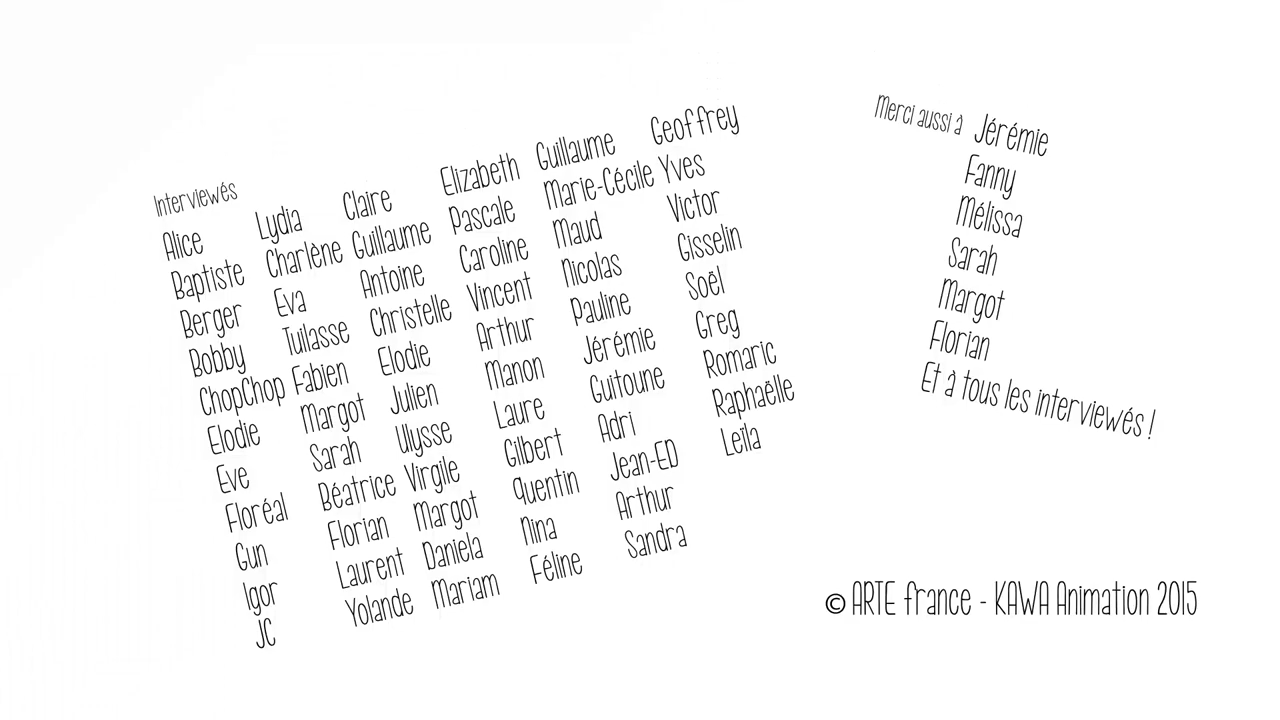 Interviewés
Alice
Baptiste
Berger
Bobby
ChopChop
Elodie
Eve
Floréal
Gun
Igor
JC
Lydia
Charlène
Eva
Tuilasse
Fabien
Margot
Sarah
Béatrice
Florian
Laurent
Yolande
Claire
Guillaume
Antoine
Christelle
Elodie
Julien
Ulysse
Virgile
Margot
Daniela
Mariam
Elizabeth
Pascale
Caroline
Vincent
Arthur
Manon
Laure
Gilbert
Quentin
Nina
Féline
Guillaume
Marie-Cécile
Maud
Nicolas
Pauline
Jérémie
Guitoune
Adri
Jean-ED
Arthur
Sandra
Geoffrey
Yves
Victor
Gisselin
Soël
Greg
Romaric
Raphaëlle
Leïla
Merci aussi à Jérémie
Fanny
Mélissa
Sarah
Margot
Florian
Et à tous les interviewés !
© ARTE france - KAWA Animation 2015